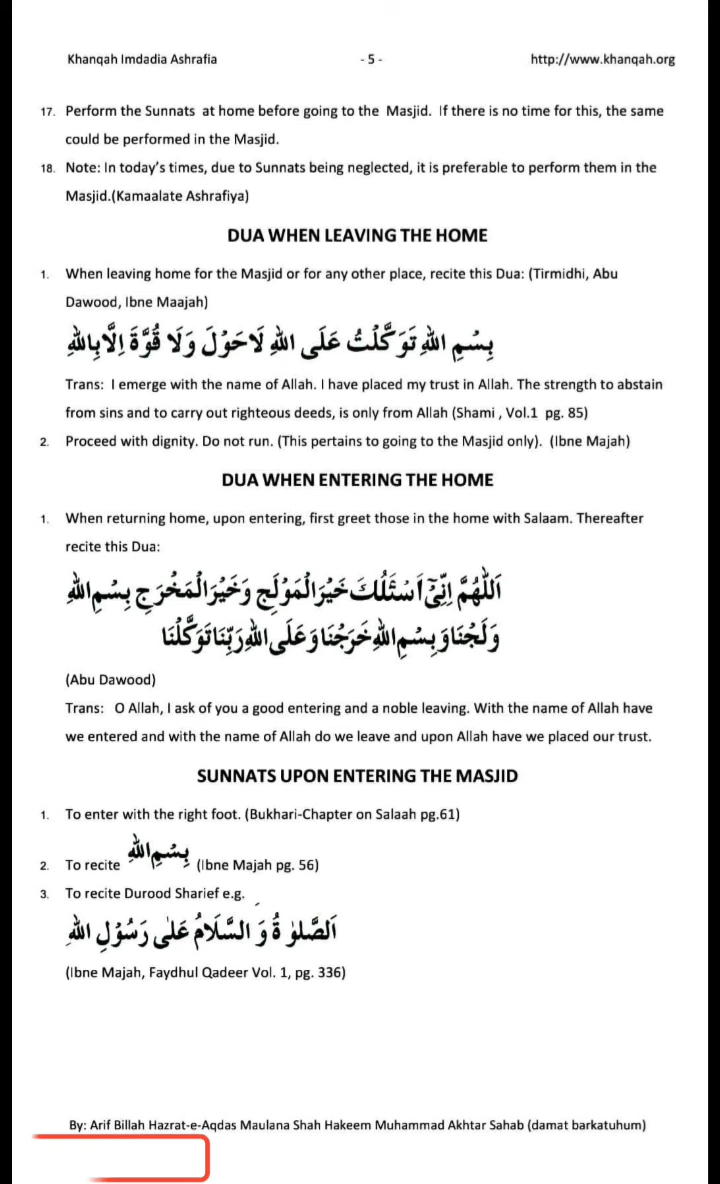 Khanqah Imdadia Ashrafia - 5 - http://www.khanqah.org
17. Perform the Sunnats at home before going to the Masjid. If there is no time for this, the same
could be performed in the Masjid.
18. Note: In today's times, due to Sunnats being neglected, it is preferable to perform them in the
Masjid.(Kamaalate Ashrafiya)
DUA WHEN LEAVING THE HOME
1. When leaving home for the Masjid or for any other place, recite this Dua: (Tirmidhi, Abu
Dawood, Ibne Maajah)
بِسْمِ اللهِ تَوَكَّلْتُ عَلَى اللهِ لَاحَوْلَ وَلَا قُوَّةَ اِلَّابِاللهِ
Trans: I emerge with the name of Allah. I have placed my trust in Allah. The strength to abstain
from sins and to carry out righteous deeds, is only from Allah (Shami , Vol.1 pg. 85)
2. Proceed with dignity. Do not run. (This pertains to going to the Masjid only). (Ibne Majah)
DUA WHEN ENTERING THE HOME
1. When returning home, upon entering, first greet those in the home with Salaam. Thereafter
recite this Dua:
اَللّٰهُمَّ اِنِّىْٓ اَسْئَلُكَ خَيْرَ الْمَوْلَجِ وَخَيْرَ الْمَخْرَجِ بِسْمِ اللهِ
وَلَجْنَا وَ بِسْمِ اللهِ خَرَجْنَا وَ عَلَى اللهِ رَبِّنَا تَوَكَّلْنَا
(Abu Dawood)
Trans: O Allah, I ask of you a good entering and a noble leaving. With the name of Allah have
we entered and with the name of Allah do we leave and upon Allah have we placed our trust.
SUNNATS UPON ENTERING THE MASJID
1. To enter with the right foot. (Bukhari-Chapter on Salaah pg.61)
2. To recite بِسْمِ اللهِ (Ibne Majah pg. 56)
3. To recite Durood Sharief e.g.
اَلصَّلوٰ ةُ وَ السَّلَامُ عَلٰى رَسُوْلِ اللهِ
(Ibne Majah, Faydhul Qadeer Vol. 1, pg. 336)
By: Arif Billah Hazrat-e-Aqdas Maulana Shah Hakeem Muhammad Akhtar Sahab (damat barkatuhum)